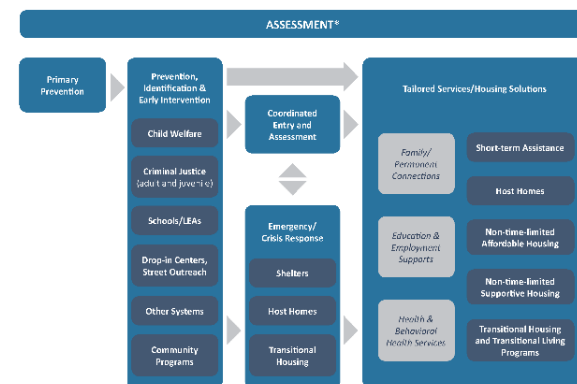 ASSESSMENT*
Primary
Prevention
Prevention,
Identification &
Early Intervention
Child Welfare
Criminal Justice
(adult and juvenile)
Schools/LEAs
Drop-in Centers,
Street Outreach
Other Systems
Community
Programs
Coordinated
Entry and
Assessment
Emergency/
Crisis Response
Shelters
Host Homes
Transitional
Housing
Tailored Services/Housing Solutions
Family/
Permanent
Connections
Education &
Employment
Supports
Health &
Behavioral
Health Services
Short-term Assistance
Host Homes
Non-time-limited
Affordable Housing
Non-time-limited
Supportive Housing
Transitional Housing
and Transitional Living
Programs